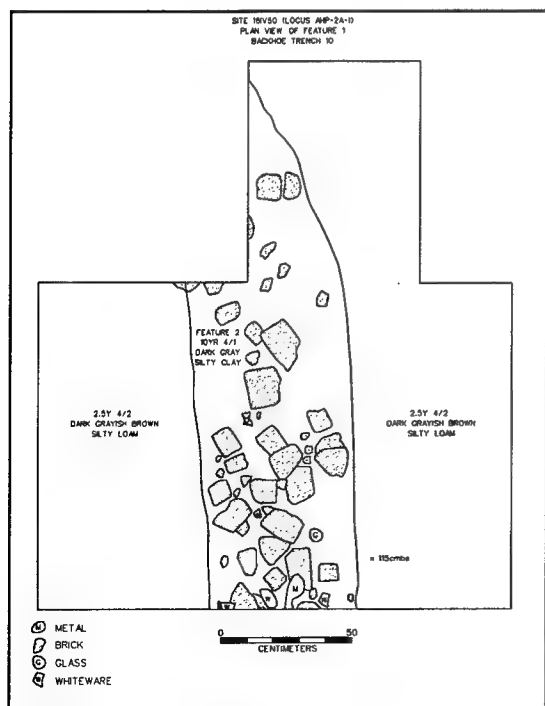 SITE 16IV50 (LOCUS AHP-2A-1)
PLAN VIEW OF FEATURE 1
BACKHOE TRENCH 10
FEATURE 2
10YR 4/1
DARK GRAY
SILTY CLAY
2.5Y 4/2
DARK GRAYISH BROWN
SILTY LOAM
2.5Y 4/2
DARK GRAYISH BROWN
SILTY LOAM
G
= 115cmbs
M
M METAL
BRICK
G GLASS
W WHITEWARE
0 50
CENTIMETERS